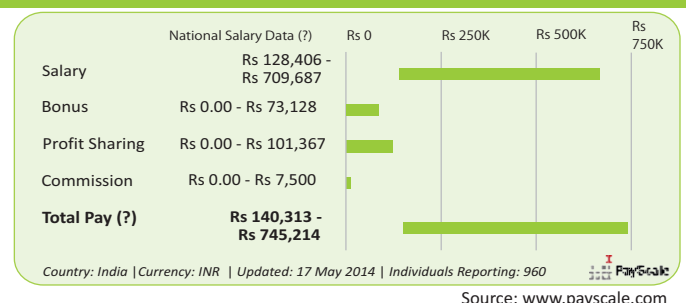 National Salary Data (?) Rs 0 Rs 250K Rs 500K Rs 750K
Salary Rs 128,406 -
Rs 709,687
Bonus Rs 0.00 - Rs 73,128
Profit Sharing Rs 0.00 - Rs 101,367
Commission Rs 0.00 - Rs 7,500
Total Pay (?) Rs 140,313 -
Rs 745,214
Country: India |Currency: INR | Updated: 17 May 2014 | Individuals Reporting: 960 PayScale
Source: www.payscale.com